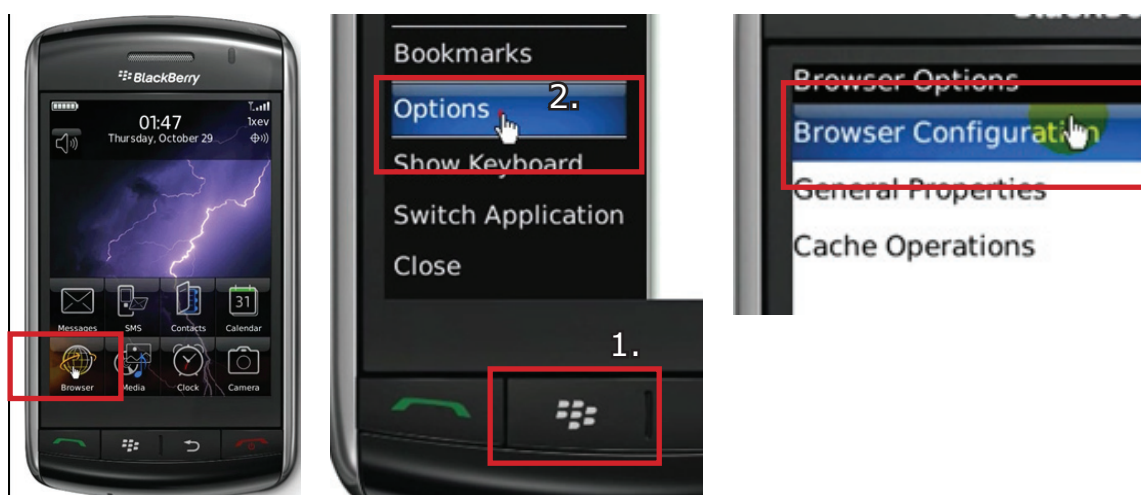 BlackBerry
01:47
1xev
Thursday, October 29
31
Messages
SMS
Contacts
Calendar
Browser
Media
Clock
Camera
Bookmarks
Options
2.
Show Keyboard
Switch Application
Close
1.
Browser Options
Browser Configuration
General Properties
Cache Operations